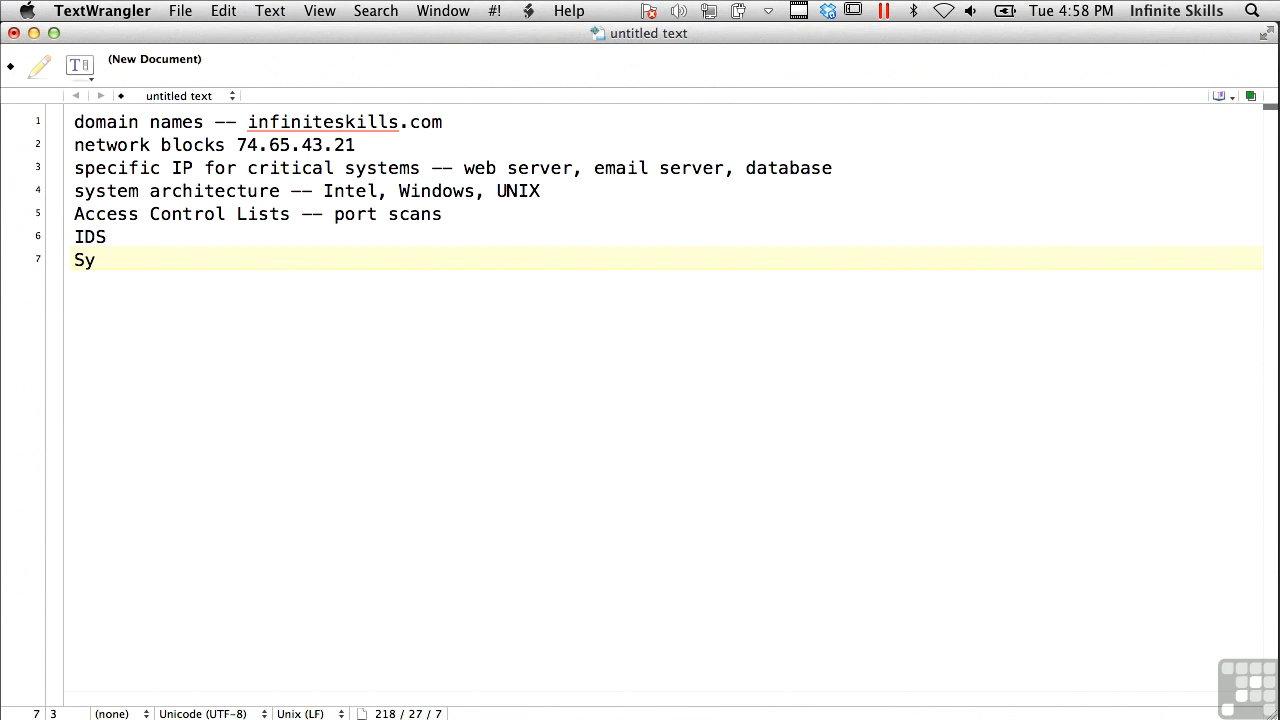 TextWrangler File Edit Text View Search Window #! Help Tue 4:58 PM Infinite Skills
untitled text
(New Document)
untitled text
1 domain names -- infiniteskills.com
2 network blocks 74.65.43.21
3 specific IP for critical systems -- web server, email server, database
4 system architecture -- Intel, Windows, UNIX
5 Access Control Lists -- port scans
6 IDS
7 Sy
7 3 (none) Unicode (UTF-8) Unix (LF) 218 / 27 / 7